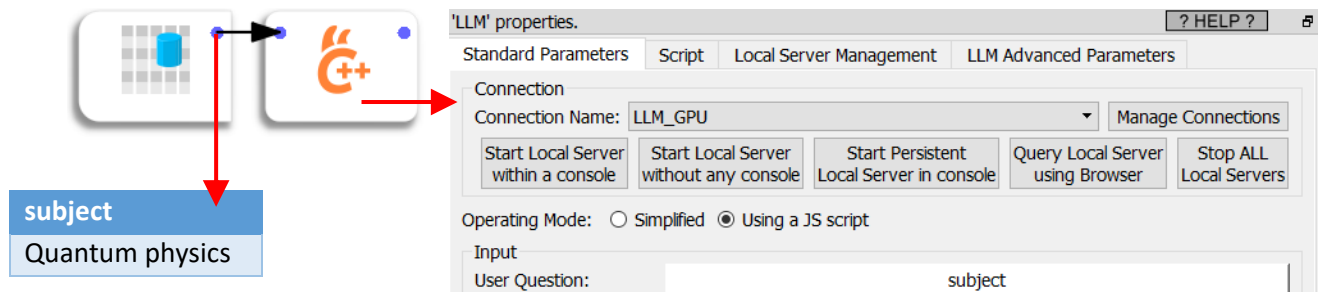 C++
subject
Quantum physics
'LLM' properties.
? HELP ?
Standard Parameters
Script
Local Server Management
LLM Advanced Parameters
Connection
Connection Name:
LLM_GPU
Manage Connections
Start Local Server
within a console
Start Local Server
without any console
Start Persistent
Local Server in console
Query Local Server
using Browser
Stop ALL
Local Servers
Operating Mode:
Simplified
Using a JS script
Input
User Question:
subject